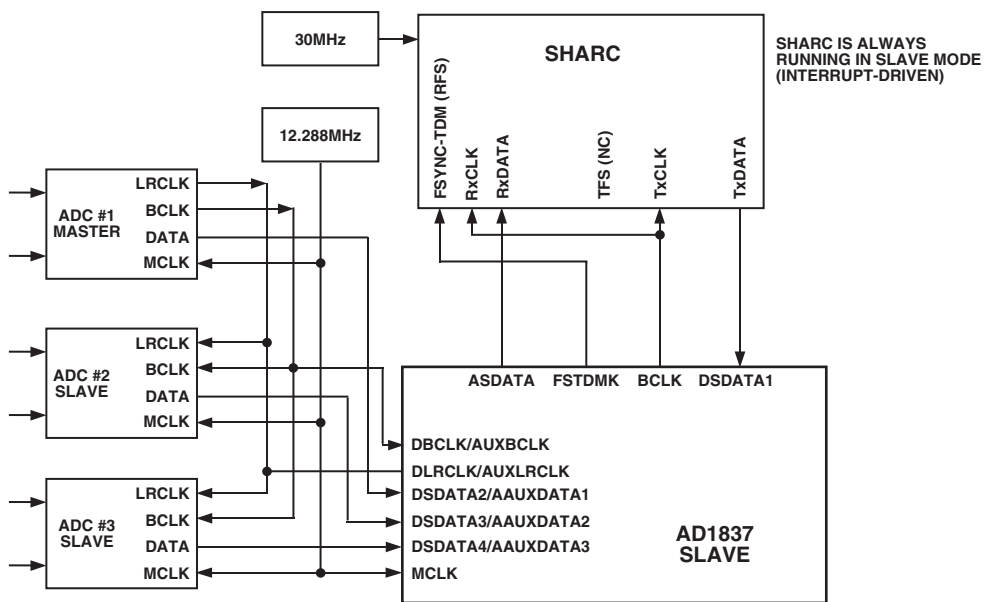 30MHz
SHARC
SHARC IS ALWAYS
RUNNING IN SLAVE MODE
(INTERRUPT-DRIVEN)
FSYNC-TDM (RFS)
RxCLK
RxDATA
TFS (NC)
TxCLK
TxDATA
12.288MHz
ADC #1
MASTER
LRCLK
BCLK
DATA
MCLK
ADC #2
SLAVE
LRCLK
BCLK
DATA
MCLK
ADC #3
SLAVE
LRCLK
BCLK
DATA
MCLK
ASDATA FSTDMK BCLK DSDATA1
DBCLK/AUXBCLK
DLRCLK/AUXLRCLK
DSDATA2/AAUXDATA1
DSDATA3/AAUXDATA2
DSDATA4/AAUXDATA3
MCLK
AD1837
SLAVE